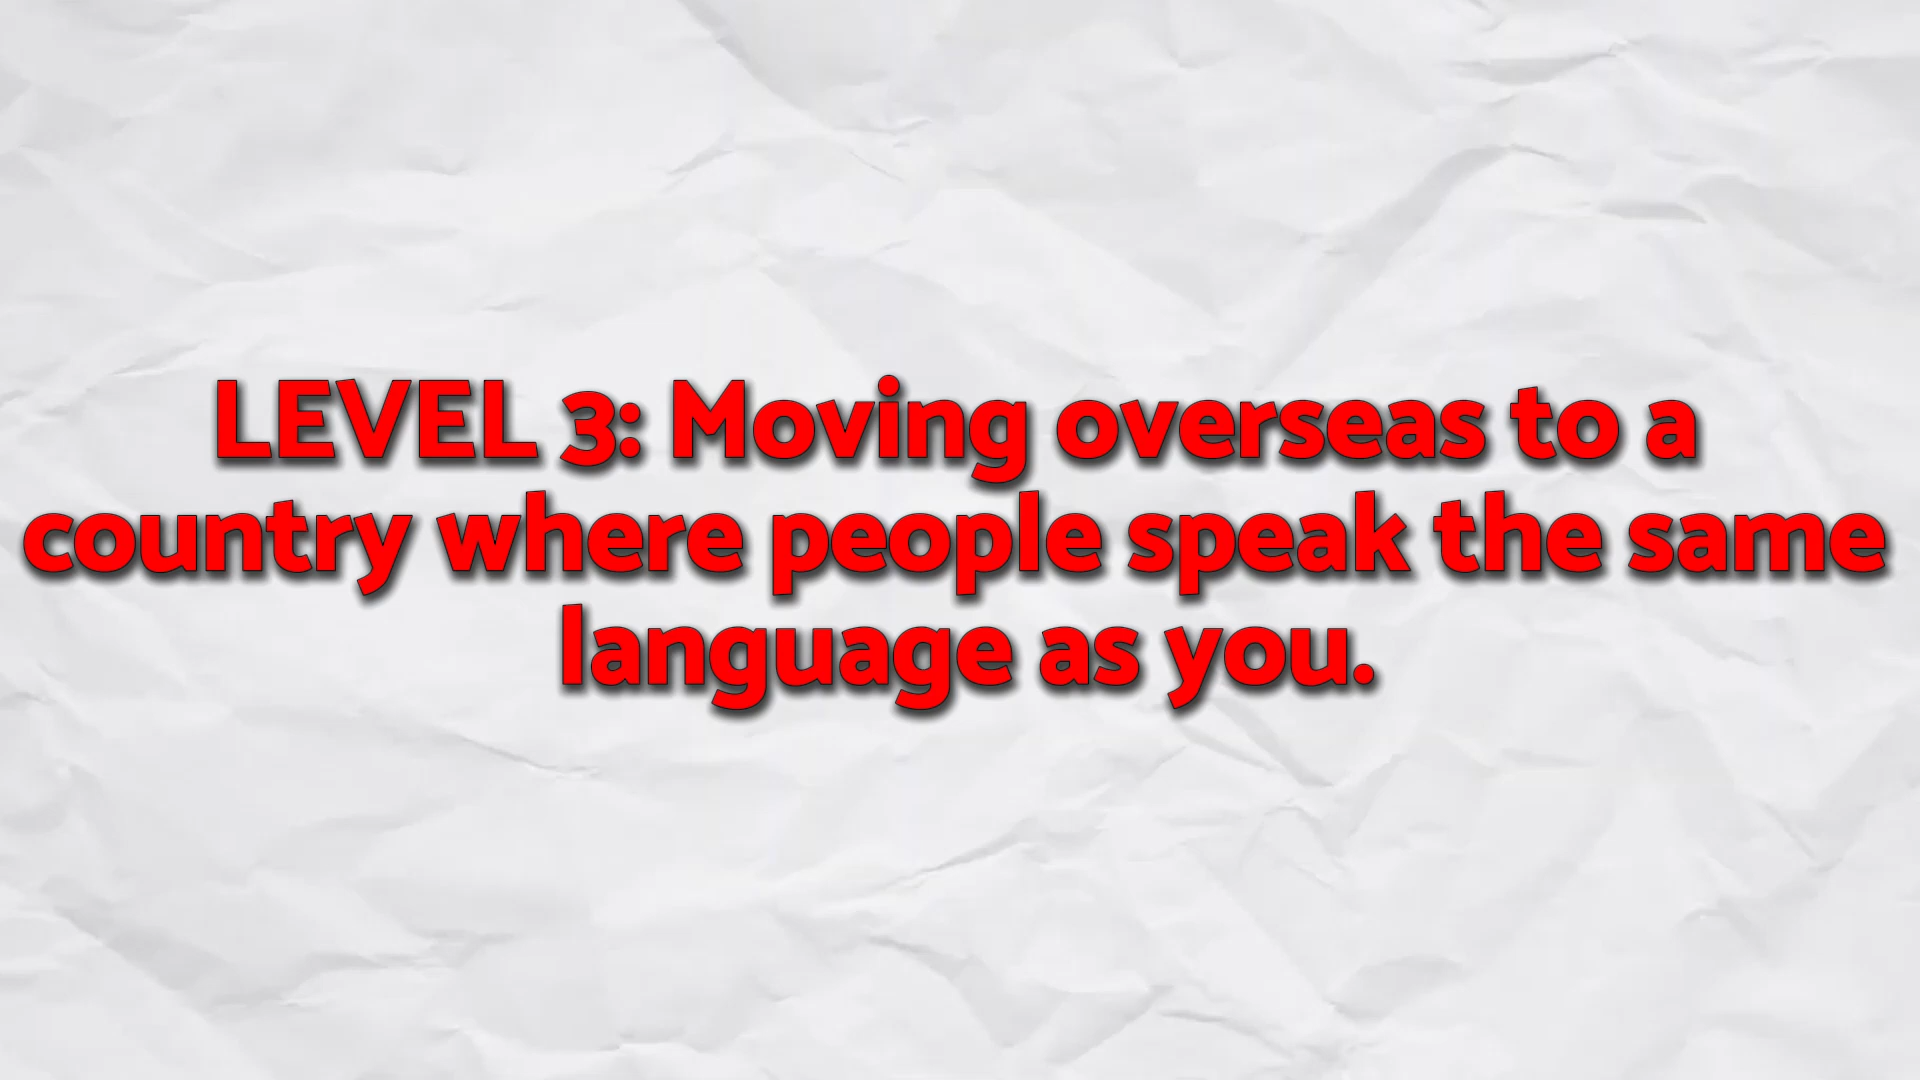 LEVEL 3: Moving overseas to a
country where people speak the same
language as you.